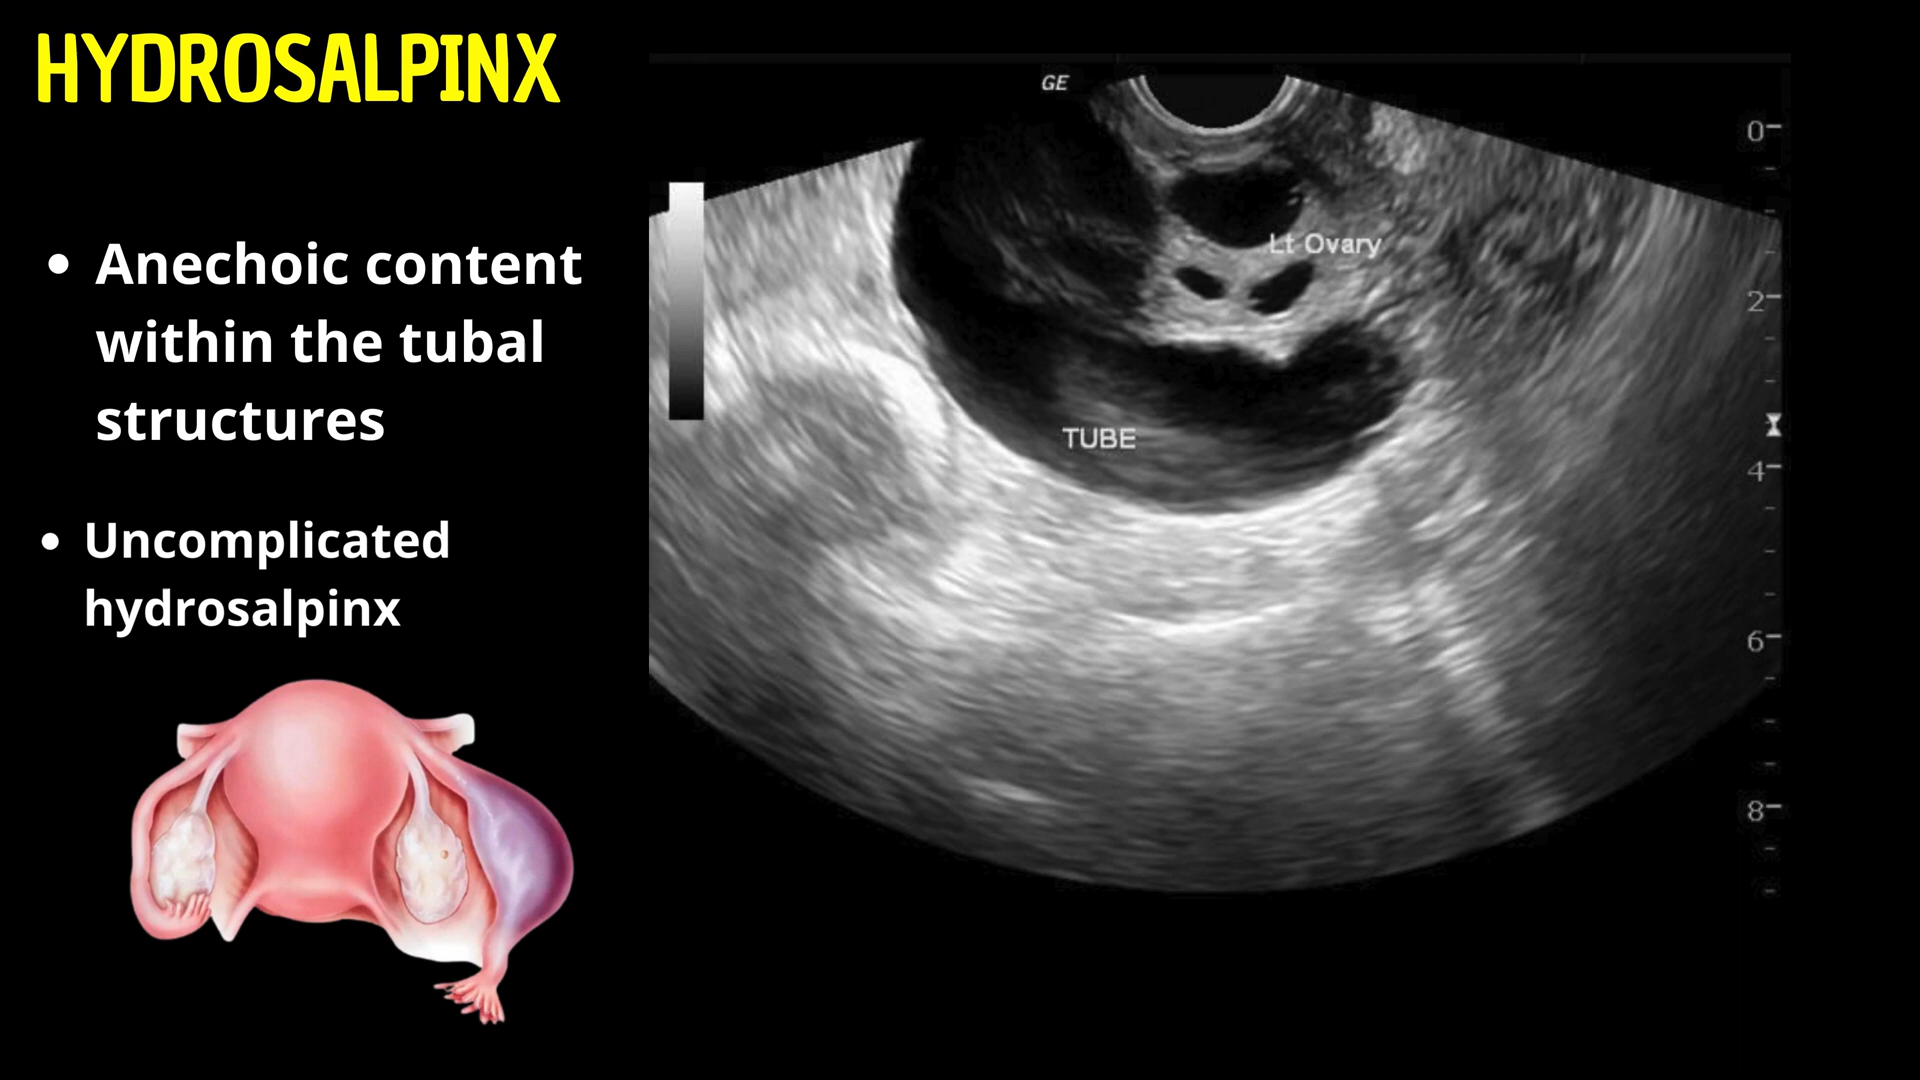 HYDROSALPINX
• Anechoic content
within the tubal
structures
• Uncomplicated
hydrosalpinx
GE
Lt Ovary
TUBE
0
2
4
6
8